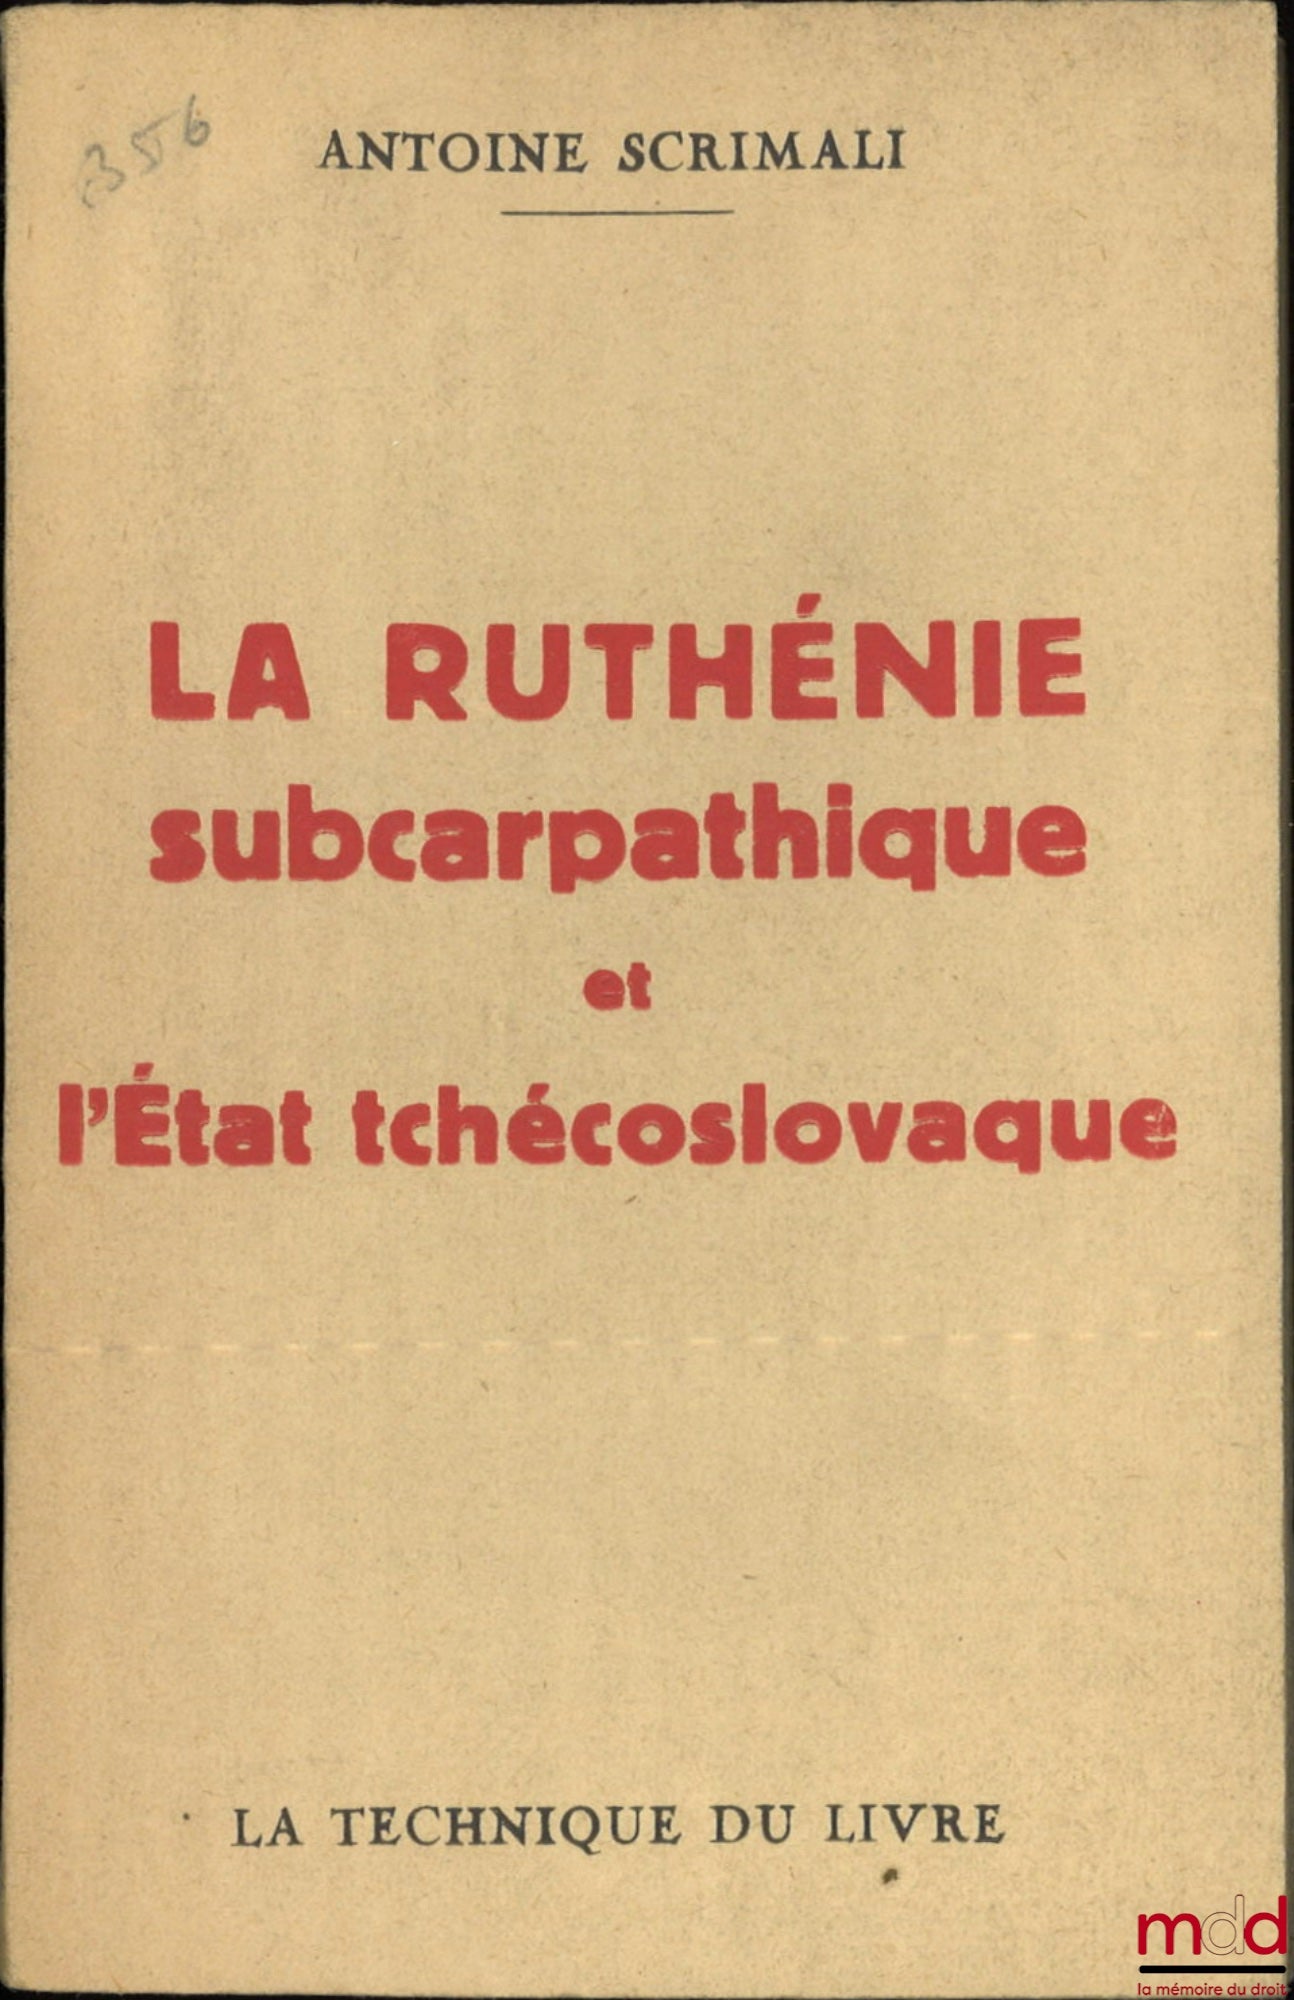 356
ANTOINE SCRIMALI
LA RUTHÉNIE
subcarpathique
et
l'État tchécoslovaque
LA TECHNIQUE DU LIVRE
mdd
la mémoire du droit